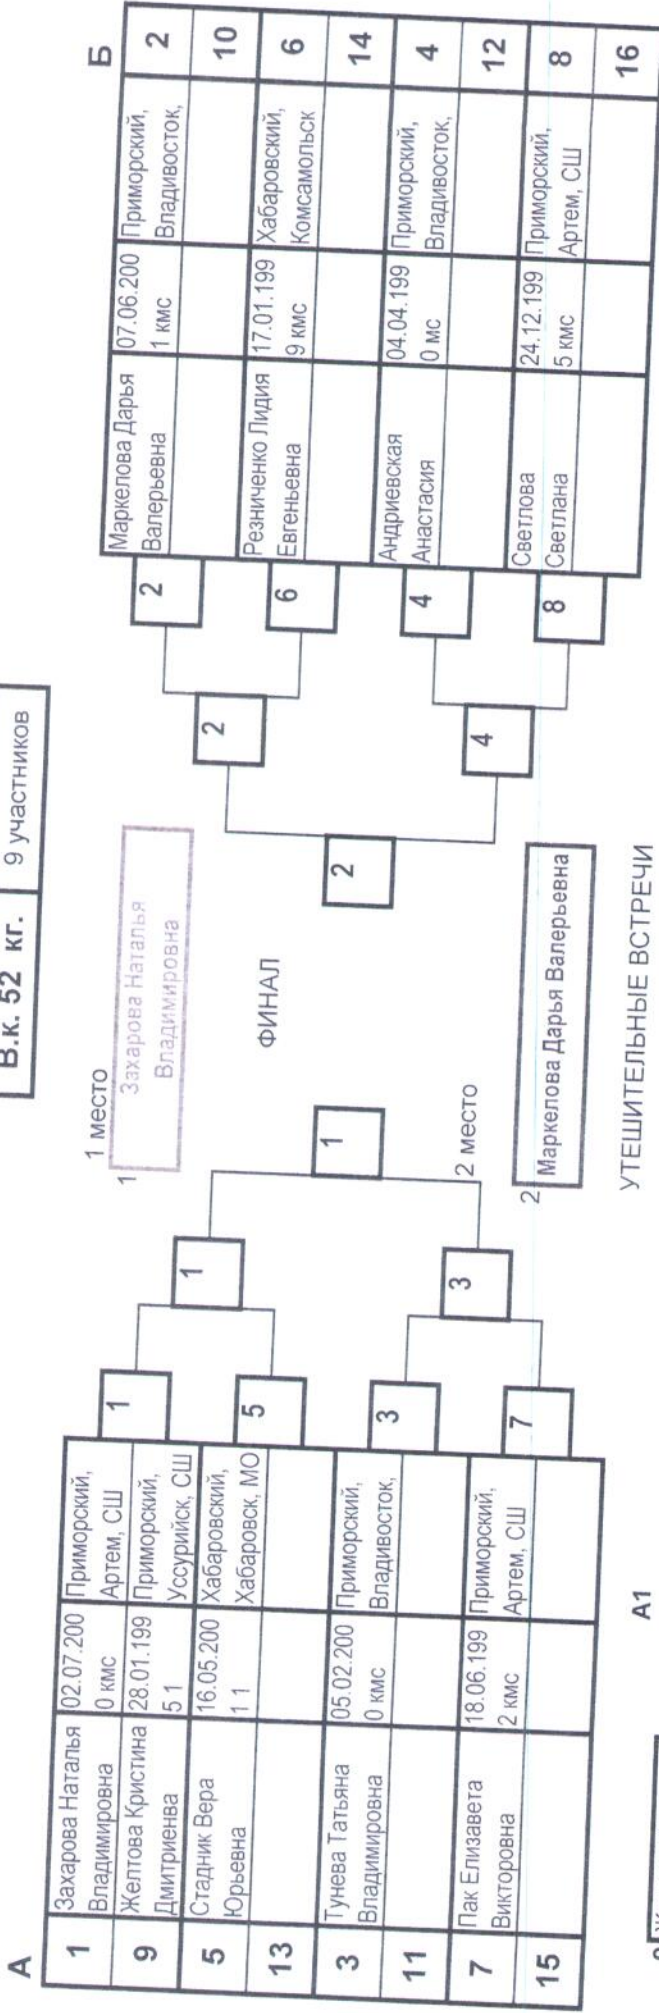 В.к. 52 кг. 9 участников
А
1 Захарова Наталья Владимировна 02.07.200 0 кмс Приморский, Артем, СШ
9 Желтова Кристина Дмитриенва 28.01.199 5 1 Приморский, Уссурийск, СШ
5 Стадник Вера Юрьевна 16.05.200 1 1 Хабаровский, Хабаровск, МО
13
3 Тунева Татьяна Владимировна 05.02.200 0 кмс Приморский, Владивосток,
11
7 Пак Елизавета Викторовна 18.06.199 2 кмс Приморский, Артем, СШ
15
1
5
3
7
1
3
1
1 место
1 Захарова Наталья
Владимировна
ФИНАЛ
2 место
2 Маркелова Дарья Валерьевна
УТЕШИТЕЛЬНЫЕ ВСТРЕЧИ
2
2
4
2
6
4
8
Б
Маркелова Дарья Валерьевна 07.06.200 1 кмс Приморский, Владивосток, 2
10
Резниченко Лидия Евгеньевна 17.01.199 9 кмс Хабаровский, Комсамольск 6
14
Андриевская Анастасия 04.04.199 0 мс Приморский, Владивосток, 4
12
Светлова Светлана 24.12.199 5 кмс Приморский, Артем, СШ 8
16
А1